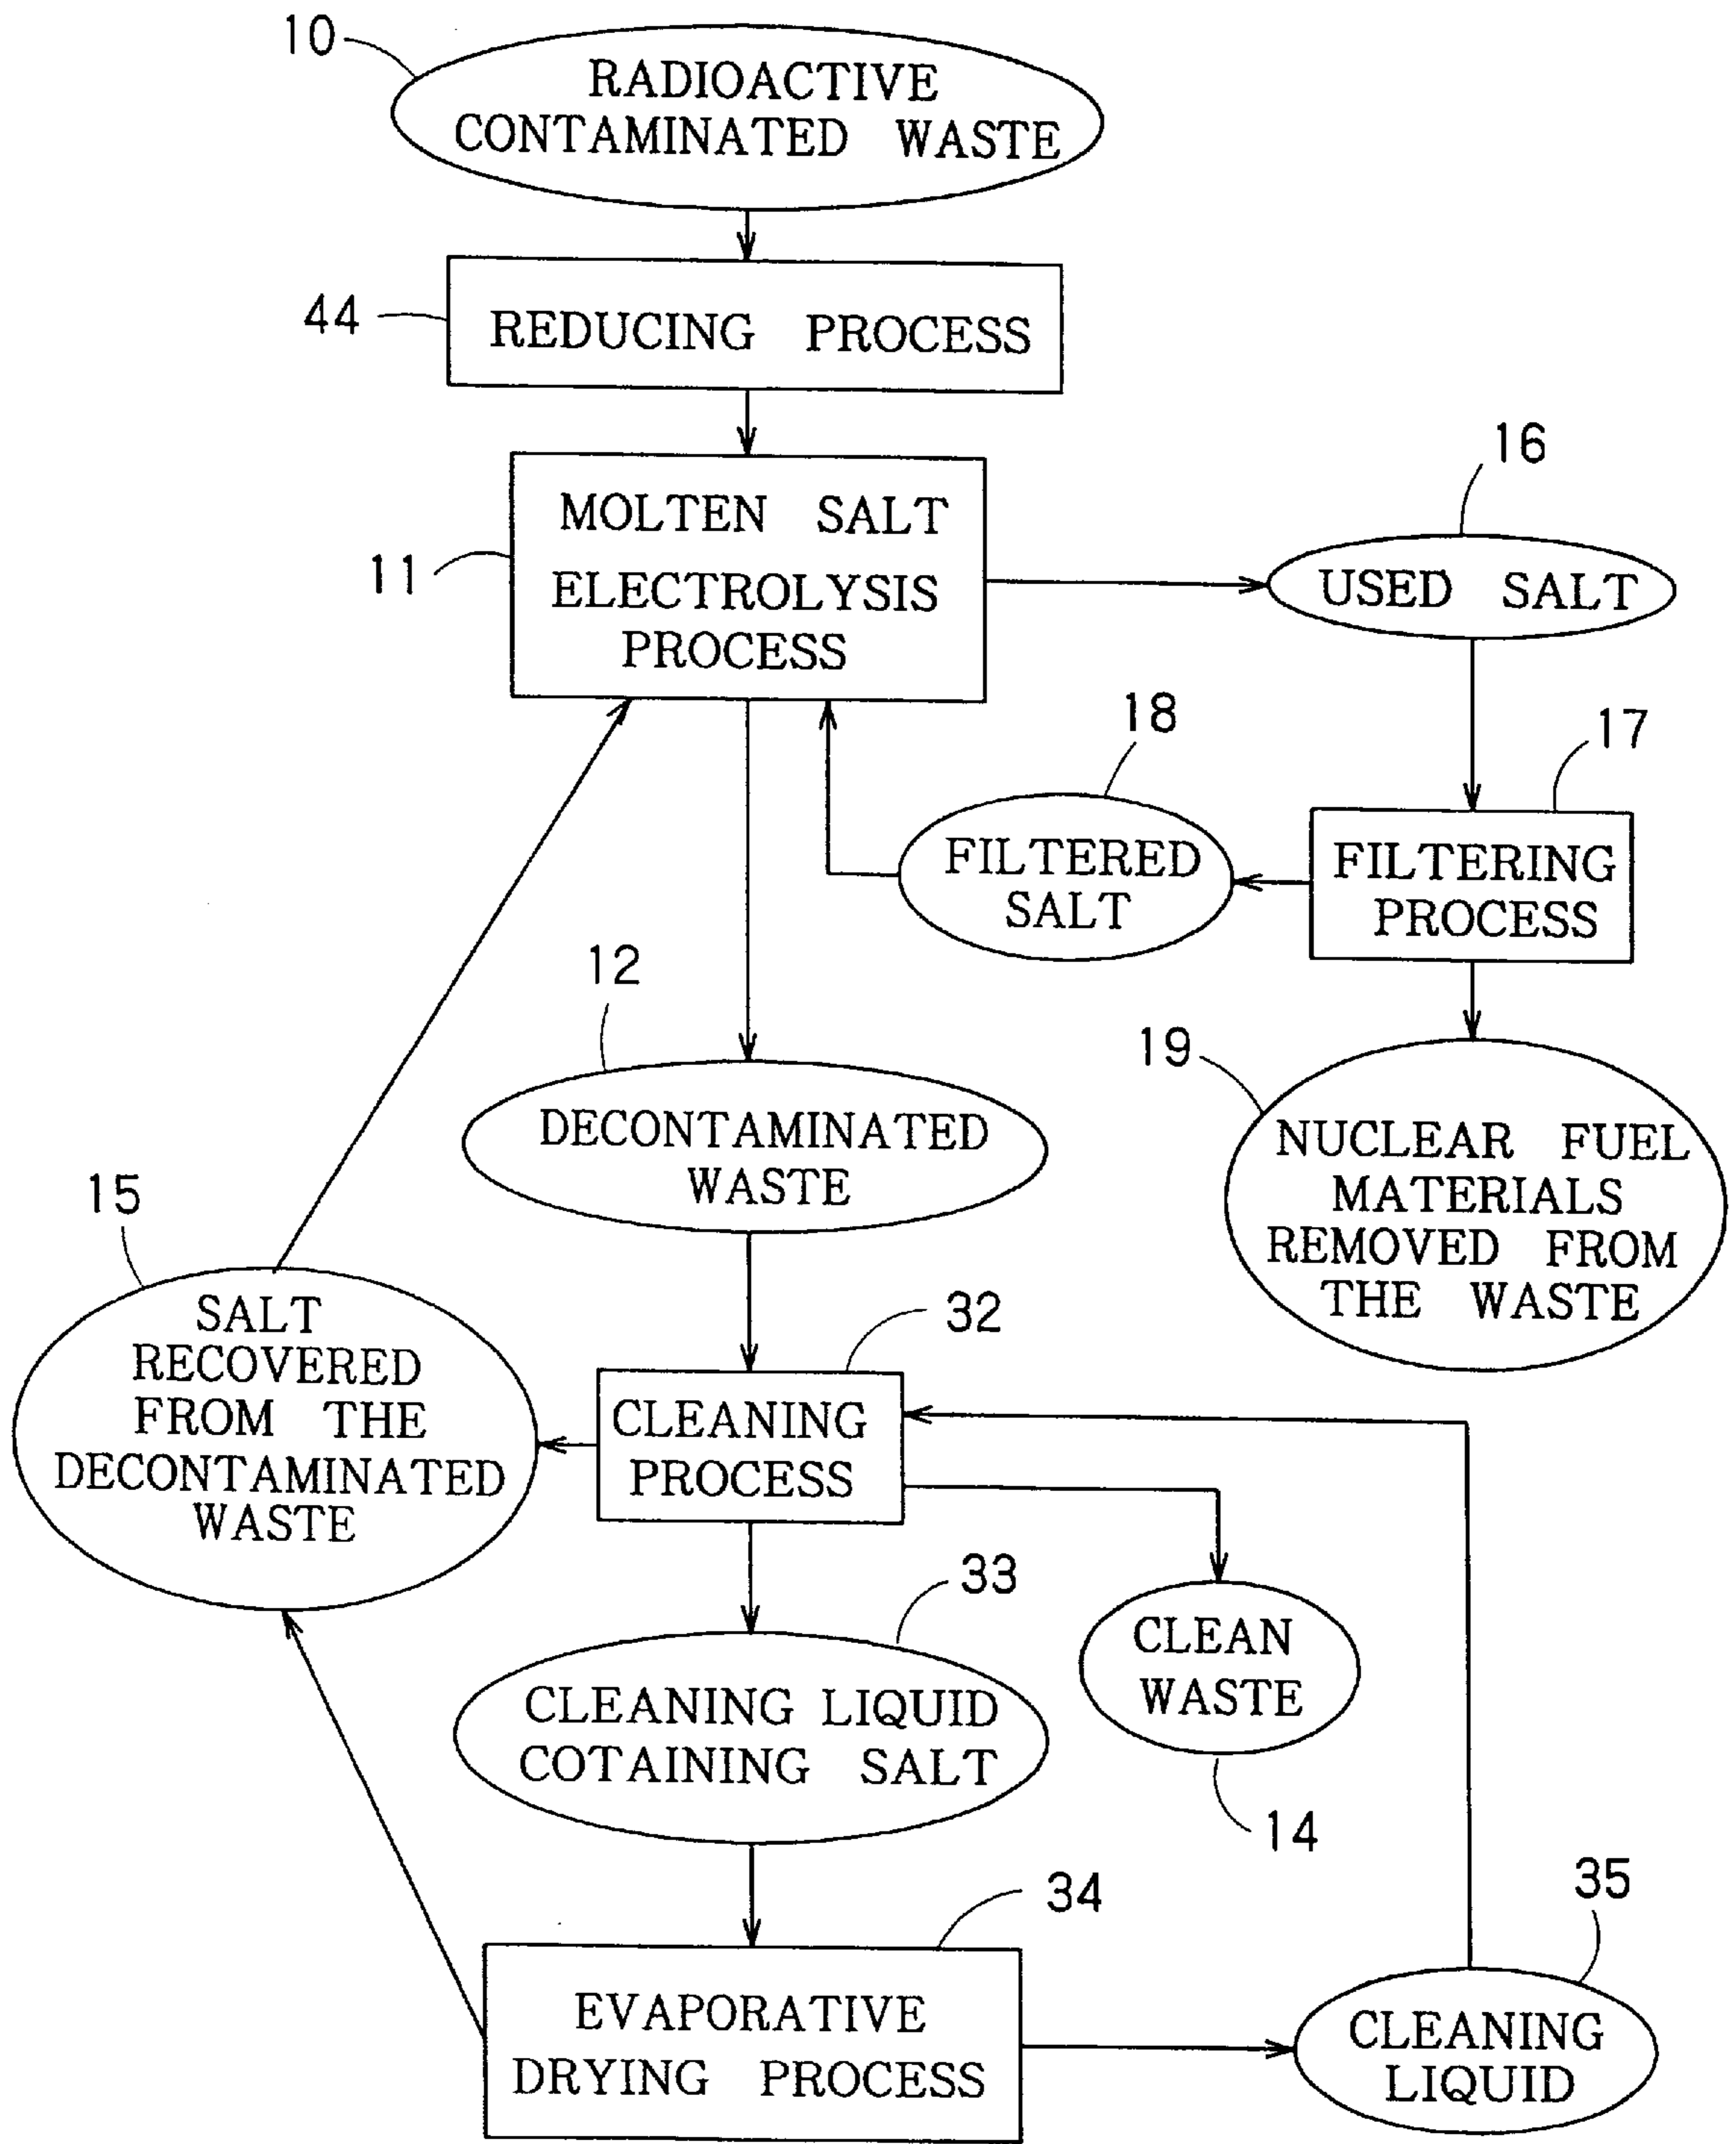 10
RADIOACTIVE
CONTAMINATED WASTE
44
REDUCING PROCESS
11
MOLTEN SALT
ELECTROLYSIS
PROCESS
16
USED SALT
17
FILTERING
PROCESS
18
FILTERED
SALT
19
NUCLEAR FUEL
MATERIALS
REMOVED FROM
THE WASTE
12
DECONTAMINATED
WASTE
15
SALT
RECOVERED
FROM THE
DECONTAMINATED
WASTE
32
CLEANING
PROCESS
33
CLEANING LIQUID
COTAINING SALT
CLEAN
WASTE
14
34
EVAPORATIVE
DRYING PROCESS
35
CLEANING
LIQUID